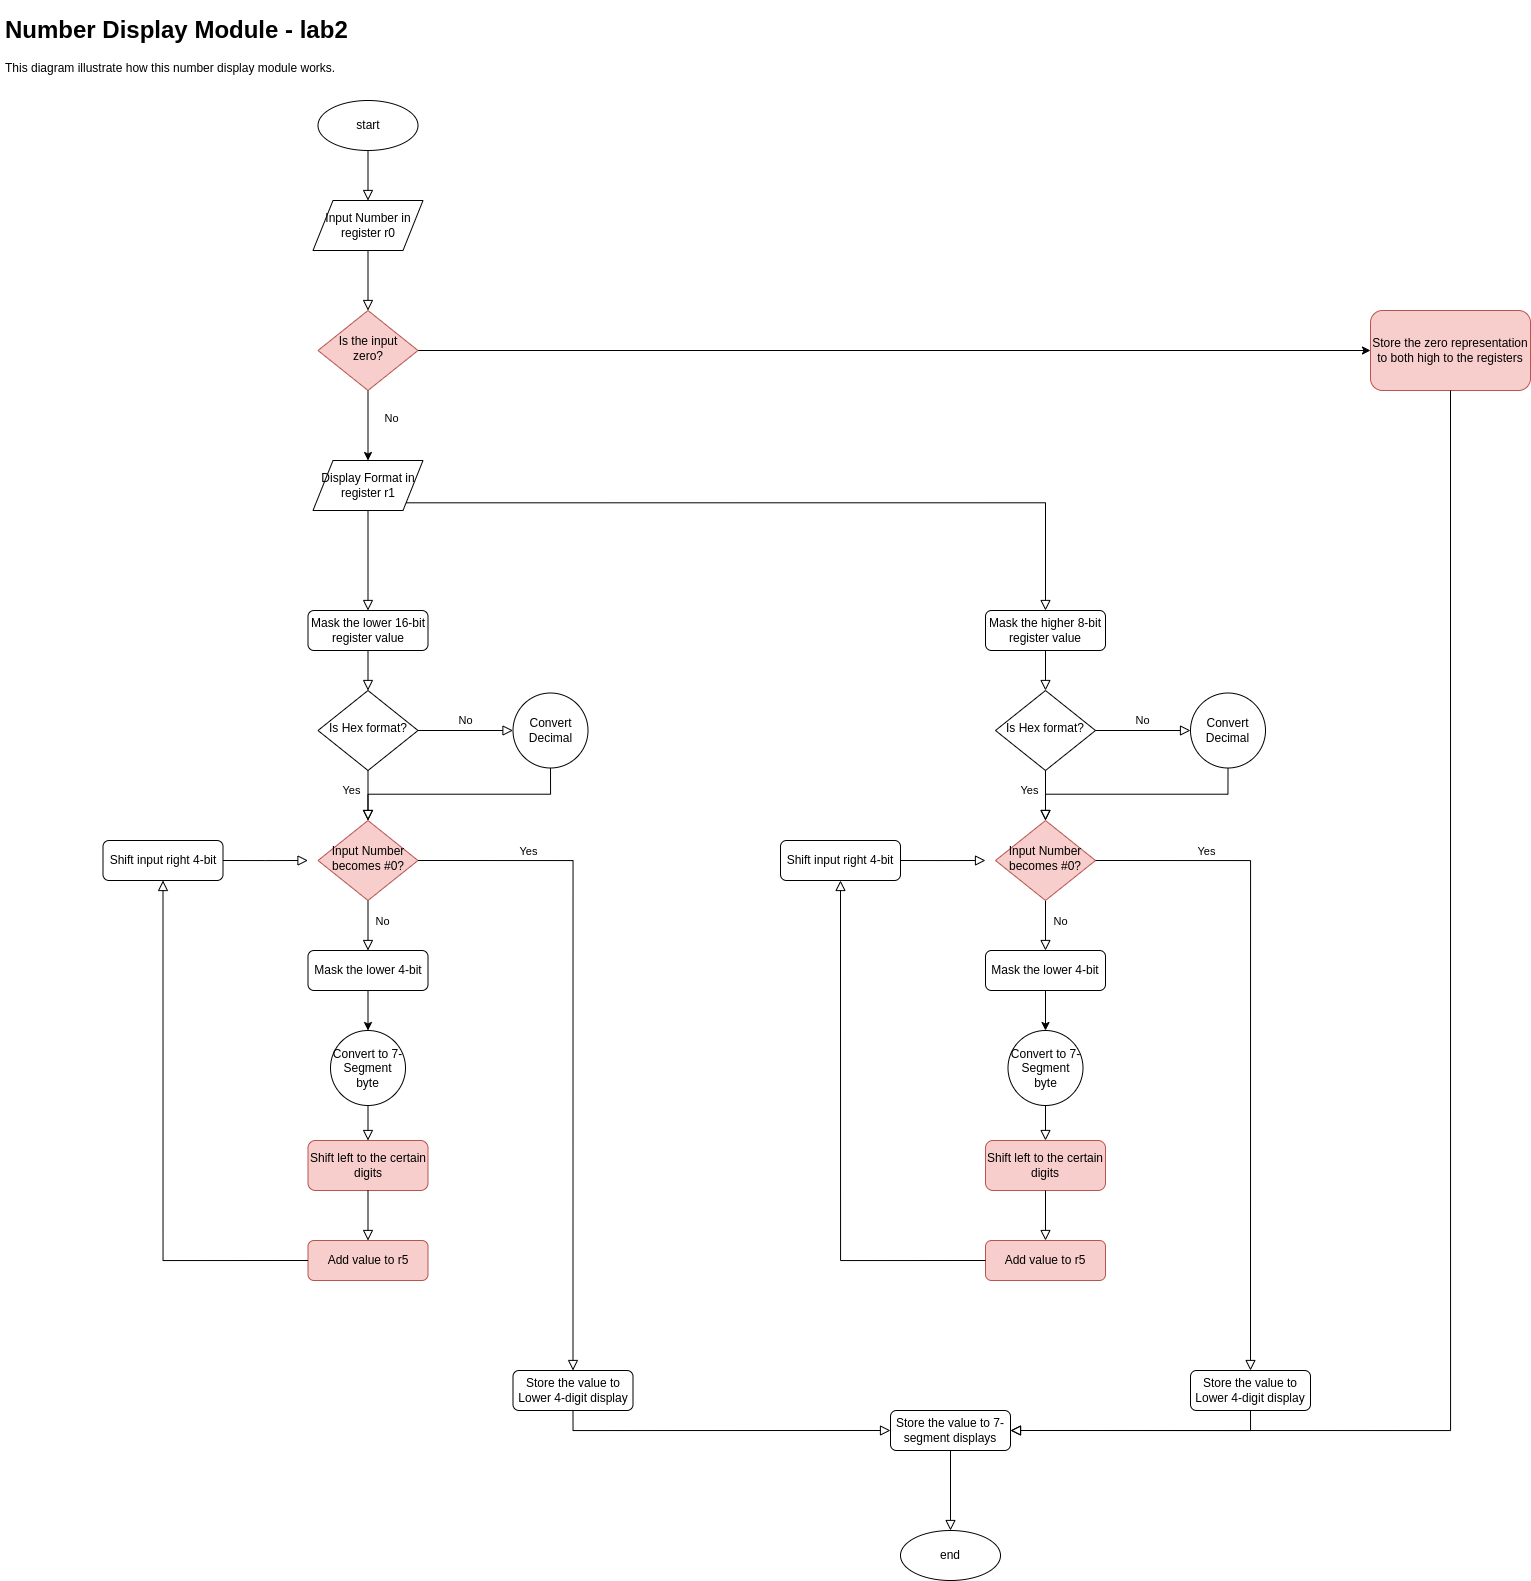 Number Display Module - lab2
This diagram illustrate how this number display module works.
start
Input Number in
register r0
Is the input
zero?
Store the zero representation
to both high to the registers
No
Display Format in
register r1
Mask the lower 16-bit
register value
Mask the higher 8-bit
register value
Is Hex format?
No
Convert
Decimal
Is Hex format?
No
Convert
Decimal
Yes
Yes
Shift input right 4-bit
Input Number
becomes #0?
Yes
Shift input right 4-bit
Input Number
becomes #0?
Yes
No
No
Mask the lower 4-bit
Mask the lower 4-bit
Convert to 7-
Segment
byte
Convert to 7-
Segment
byte
Shift left to the certain
digits
Shift left to the certain
digits
Add value to r5
Add value to r5
Store the value to
Lower 4-digit display
Store the value to
Lower 4-digit display
Store the value to 7-
segment displays
end